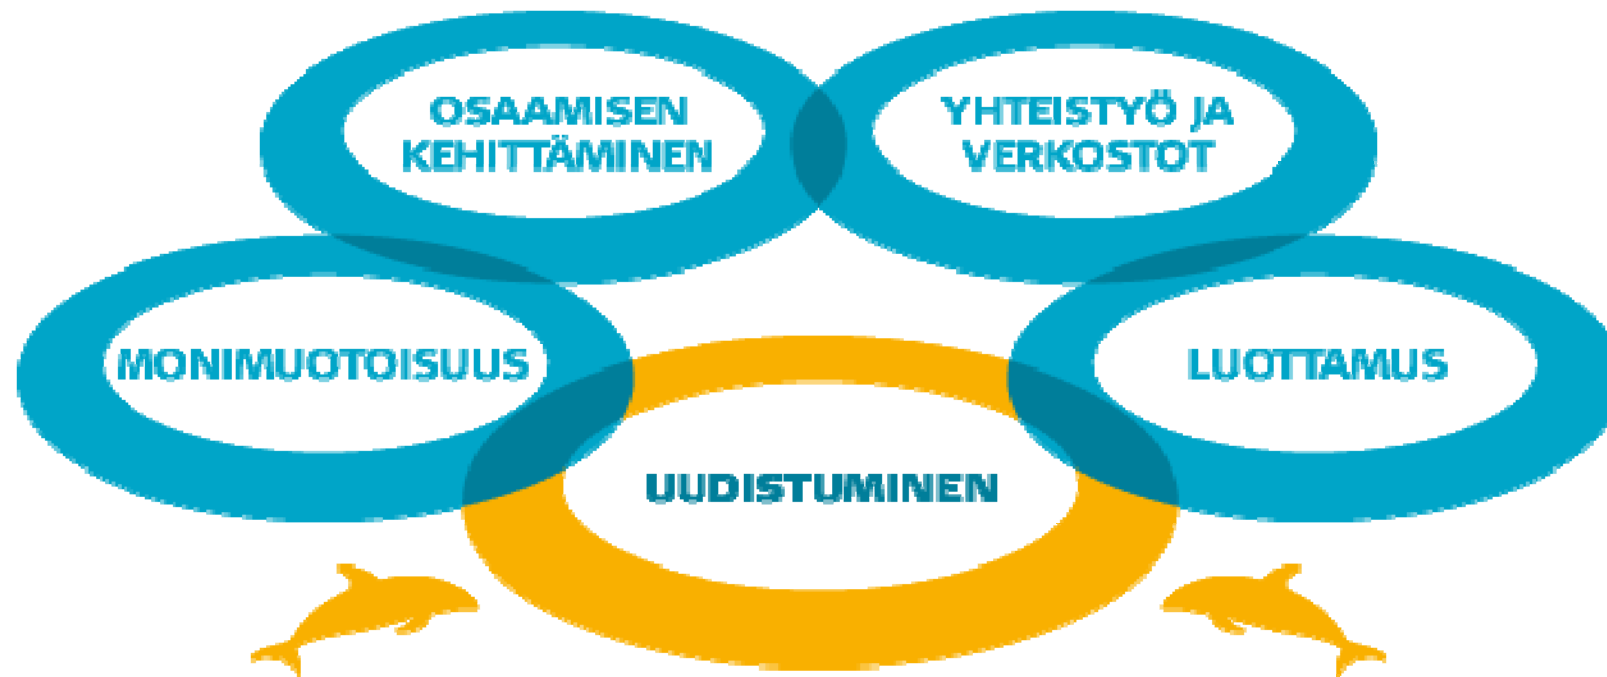 OSAAMISEN
KEHITTÄMINEN
YHTEISTYÖ JA
VERKOSTOT
MONIMUOTOISUUS
LUOTTAMUS
UUDISTUMINEN